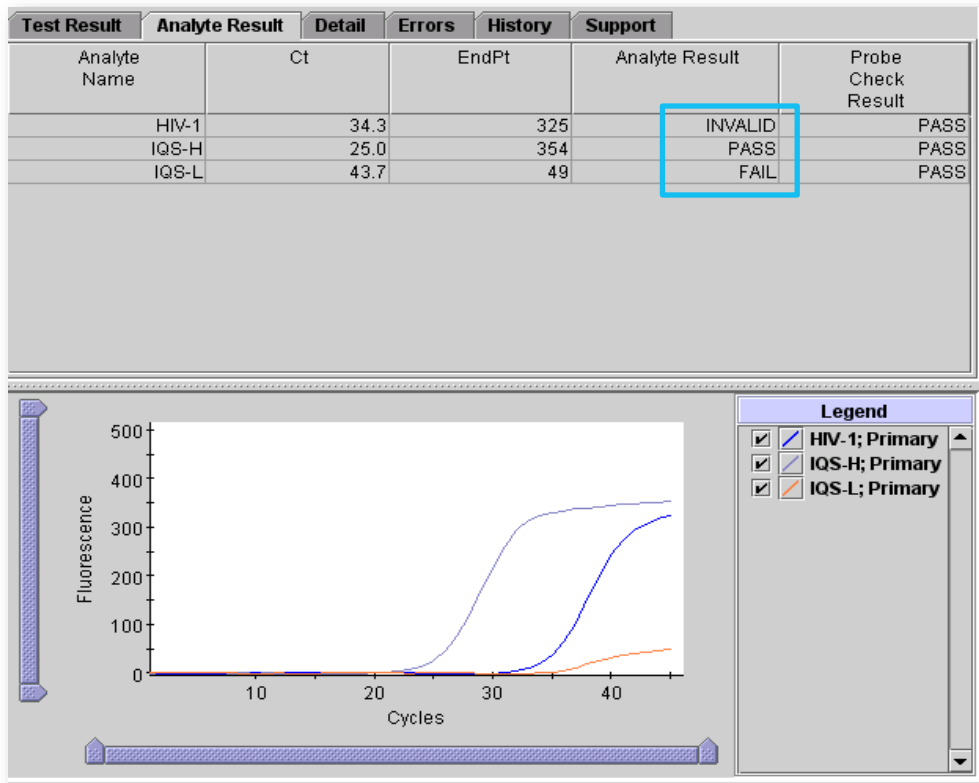 Test Result Analyte Result Detail Errors History Support
Analyte Name Ct EndPt Analyte Result Probe Check Result
HIV-1 34.3 325 INVALID PASS
IQS-H 25.0 354 PASS PASS
IQS-L 43.7 49 FAIL PASS
Legend
HIV-1; Primary
IQS-H; Primary
IQS-L; Primary
500
400
300
200
100
0
Fluorescence
10 20 30 40
Cycles